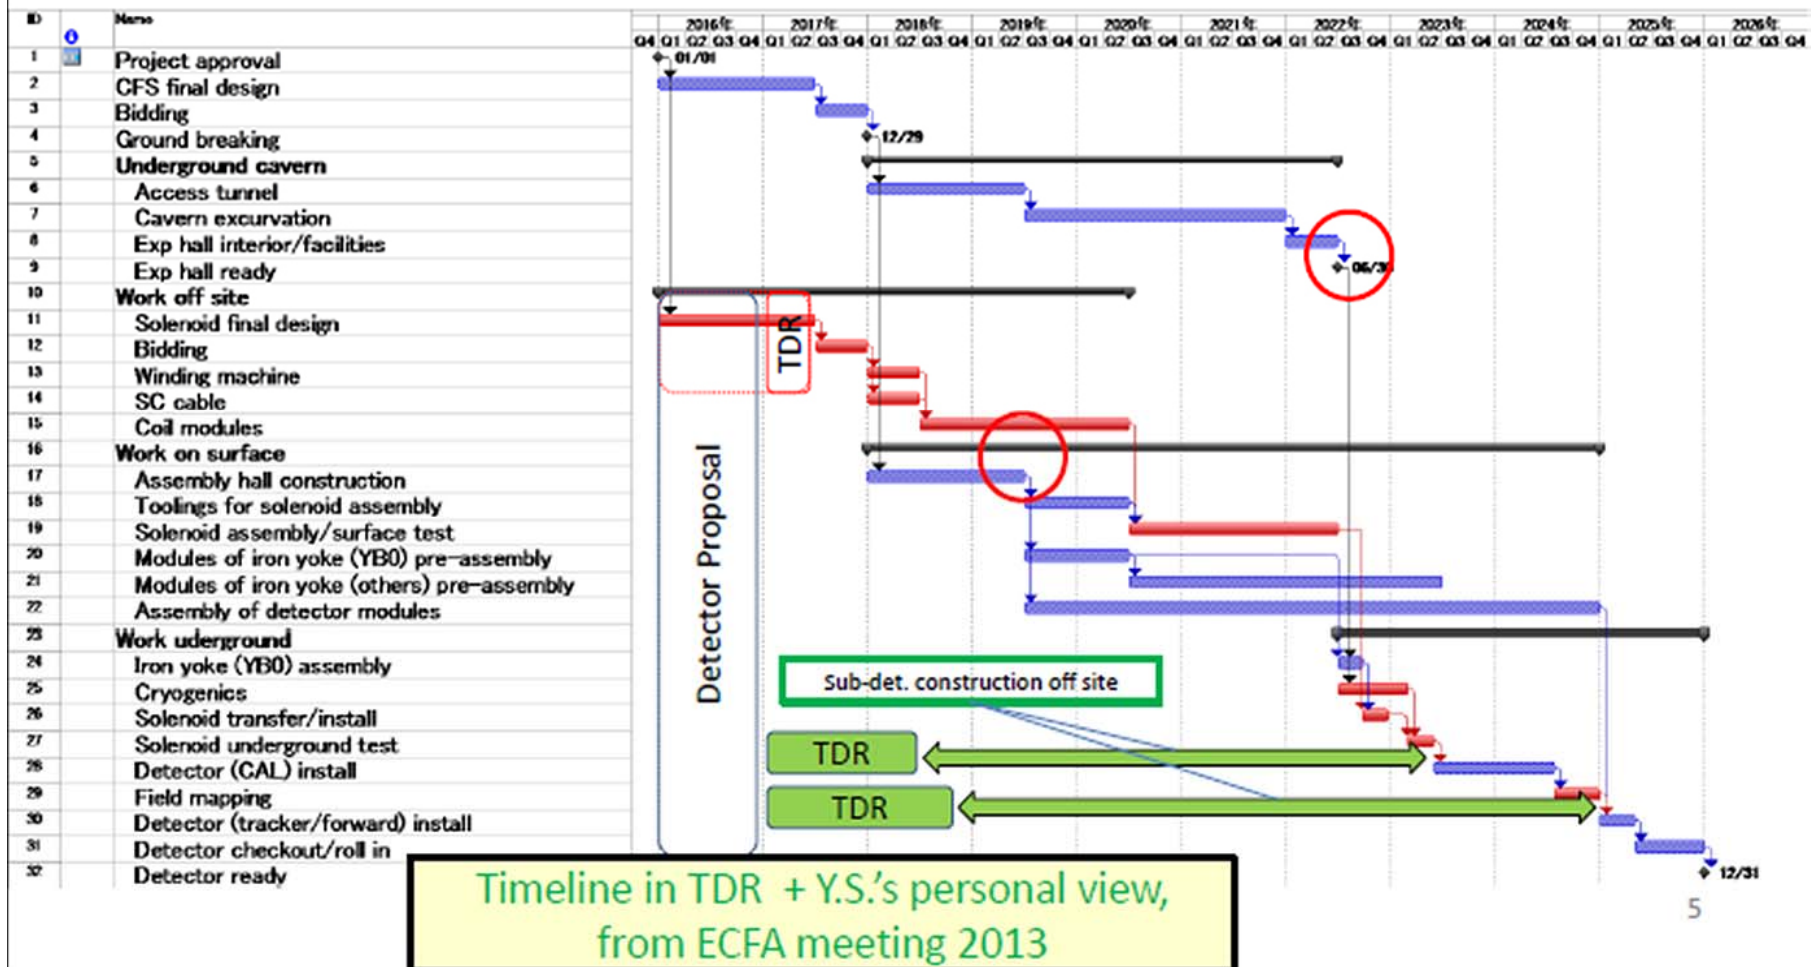 ID Name 2016年 2017年 2018年 2019年 2020年 2021年 2022年 2023年 2024年 2025年 2026年
Q4 Q1 Q2 Q3 Q4 Q1 Q2 Q3 Q4 Q1 Q2 Q3 Q4 Q1 Q2 Q3 Q4 Q1 Q2 Q3 Q4 Q1 Q2 Q3 Q4 Q1 Q2 Q3 Q4 Q1 Q2 Q3 Q4 Q1 Q2 Q3 Q4 Q1 Q2 Q3 Q4 Q1 Q2 Q3 Q4
1 Project approval 01/01
2 CFS final design
3 Bidding
4 Ground breaking 12/29
5 Underground cavern
6 Access tunnel
7 Cavern excurvation
8 Exp hall interior/facilities
9 Exp hall ready 06/30
10 Work off site
11 Solenoid final design
12 Bidding
13 Winding machine
14 SC cable
15 Coil modules
16 Work on surface
17 Assembly hall construction
18 Toolings for solenoid assembly
19 Solenoid assembly/surface test
20 Modules of iron yoke (YB0) pre-assembly
21 Modules of iron yoke (others) pre-assembly
22 Assembly of detector modules
23 Work uderground
24 Iron yoke (YB0) assembly
25 Cryogenics
26 Solenoid transfer/install
27 Solenoid underground test
28 Detector (CAL) install
29 Field mapping
30 Detector (tracker/forward) install
31 Detector checkout/roll in
32 Detector ready 12/31
TDR
Detector Proposal
Sub-det. construction off site
TDR
TDR
Timeline in TDR + Y.S.'s personal view,
from ECFA meeting 2013
5